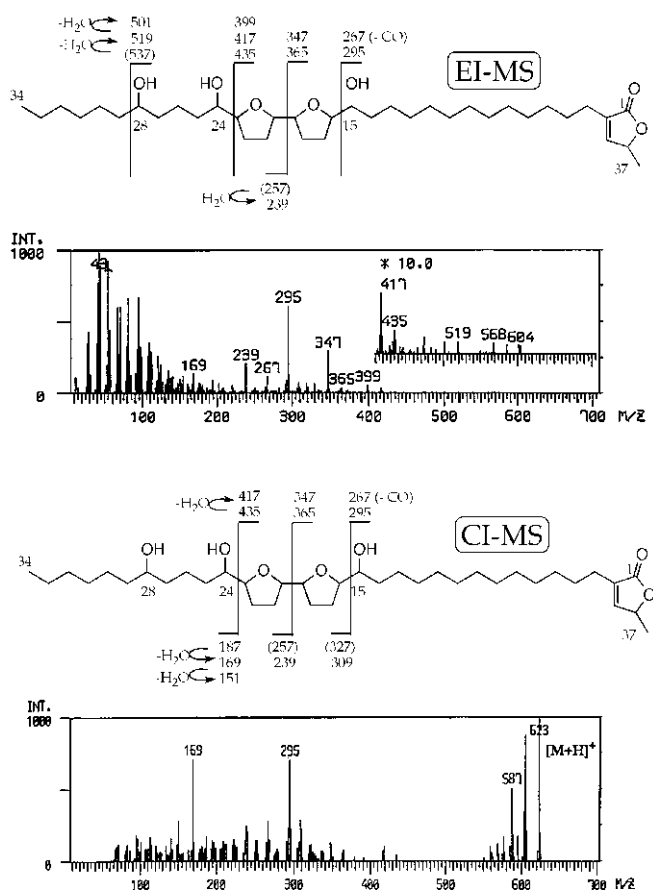 -H₂O 501 399
-H₂O 519 417 347 267 (- CO)
(537) 435 365 295
EI-MS
OH HO OH
34 O O 1 O
28 24 15 O
37
(257)
H₂O 239
INT.
1000
* 10.0
417
43
295
435
347
519 568 604
169 239 267
365 399
0
100 200 300 400 500 600 700 M/Z
-H₂O 417 347 267 (- CO)
435 365 295
CI-MS
OH HO OH
34 O O 1 O
28 24 15 O
37
187 (257) (327)
-H₂O 169 239 309
-H₂O 151
INT.
1000
623
[M+H]⁺
169 295
587
0
100 200 300 400 500 600 700 M/Z